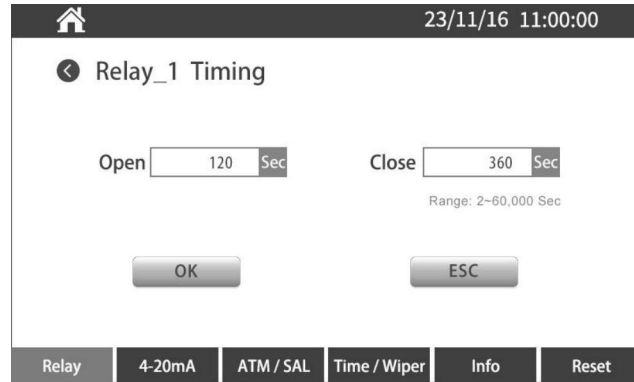 23/11/16 11:00:00
Relay_1 Timing
Open 120 Sec Close 360 Sec
Range: 2~60,000 Sec
OK ESC
Relay 4-20mA ATM / SAL Time / Wiper Info Reset